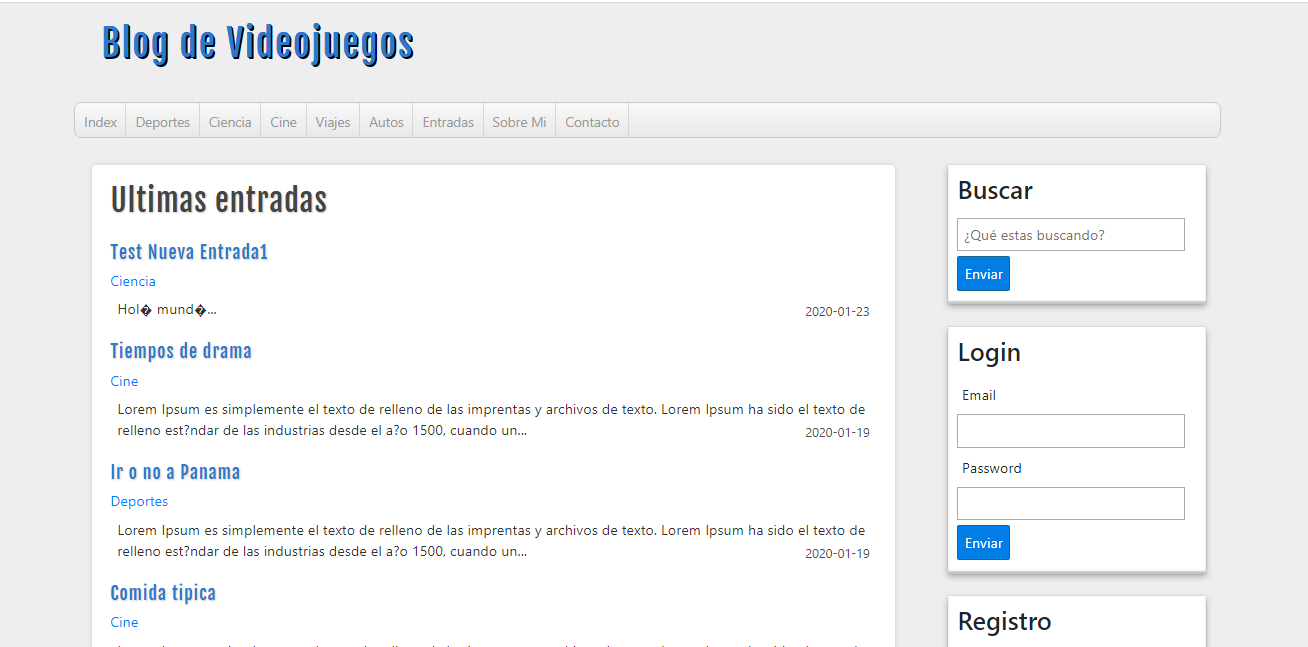 Blog de Videojuegos
Index Deportes Ciencia Cine Viajes Autos Entradas Sobre Mi Contacto
Ultimas entradas
Test Nueva Entrada1
Ciencia
Hol� mund�...
2020-01-23
Tiempos de drama
Cine
Lorem Ipsum es simplemente el texto de relleno de las imprentas y archivos de texto. Lorem Ipsum ha sido el texto de
relleno est?ndar de las industrias desde el a?o 1500, cuando un...
2020-01-19
Ir o no a Panama
Deportes
Lorem Ipsum es simplemente el texto de relleno de las imprentas y archivos de texto. Lorem Ipsum ha sido el texto de
relleno est?ndar de las industrias desde el a?o 1500, cuando un...
2020-01-19
Comida tipica
Cine
Buscar
¿Qué estas buscando?
Enviar
Login
Email
Password
Enviar
Registro